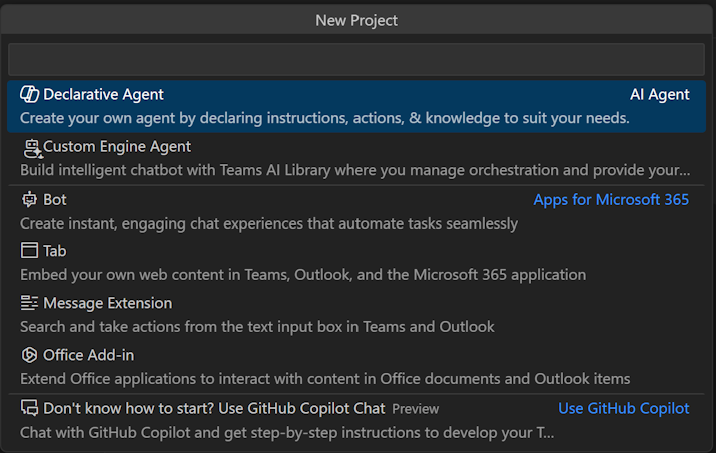 New Project
Declarative Agent AI Agent
Create your own agent by declaring instructions, actions, & knowledge to suit your needs.
Custom Engine Agent
Build intelligent chatbot with Teams AI Library where you manage orchestration and provide your...
Bot Apps for Microsoft 365
Create instant, engaging chat experiences that automate tasks seamlessly
Tab
Embed your own web content in Teams, Outlook, and the Microsoft 365 application
Message Extension
Search and take actions from the text input box in Teams and Outlook
Office Add-in
Extend Office applications to interact with content in Office documents and Outlook items
Don't know how to start? Use GitHub Copilot Chat Preview Use GitHub Copilot
Chat with GitHub Copilot and get step-by-step instructions to develop your T...